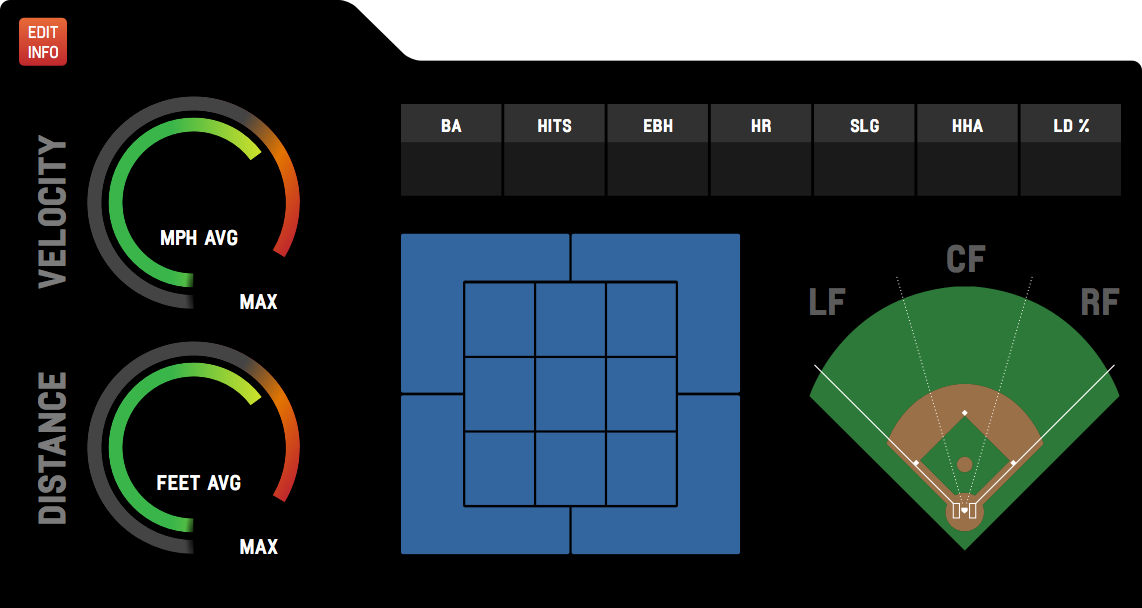 EDIT
INFO
VELOCITY
MPH AVG
MAX
BA HITS EBH HR SLG HHA LD %
CF
LF RF
DISTANCE
FEET AVG
MAX